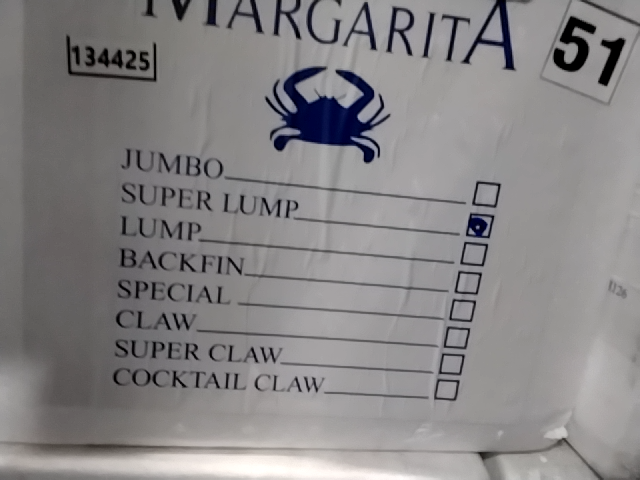 MARGARITA
134425
51
JUMBO
SUPER LUMP
LUMP
BACKFIN
SPECIAL
CLAW
SUPER CLAW
COCKTAIL CLAW